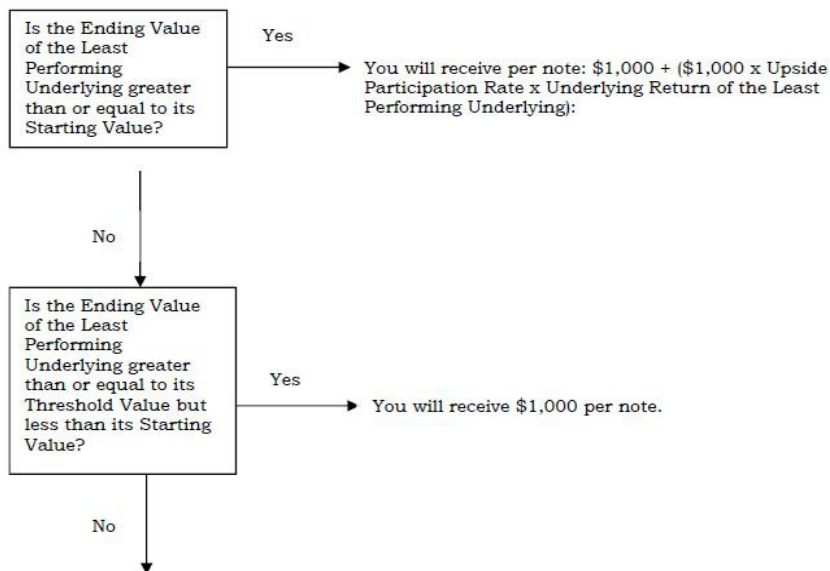 Is the Ending Value
of the Least
Performing
Underlying greater
than or equal to its
Starting Value?
Yes
You will receive per note: $1,000 + ($1,000 x Upside
Participation Rate x Underlying Return of the Least
Performing Underlying):
No
Is the Ending Value
of the Least
Performing
Underlying greater
than or equal to its
Threshold Value but
less than its Starting
Value?
Yes
You will receive $1,000 per note.
No